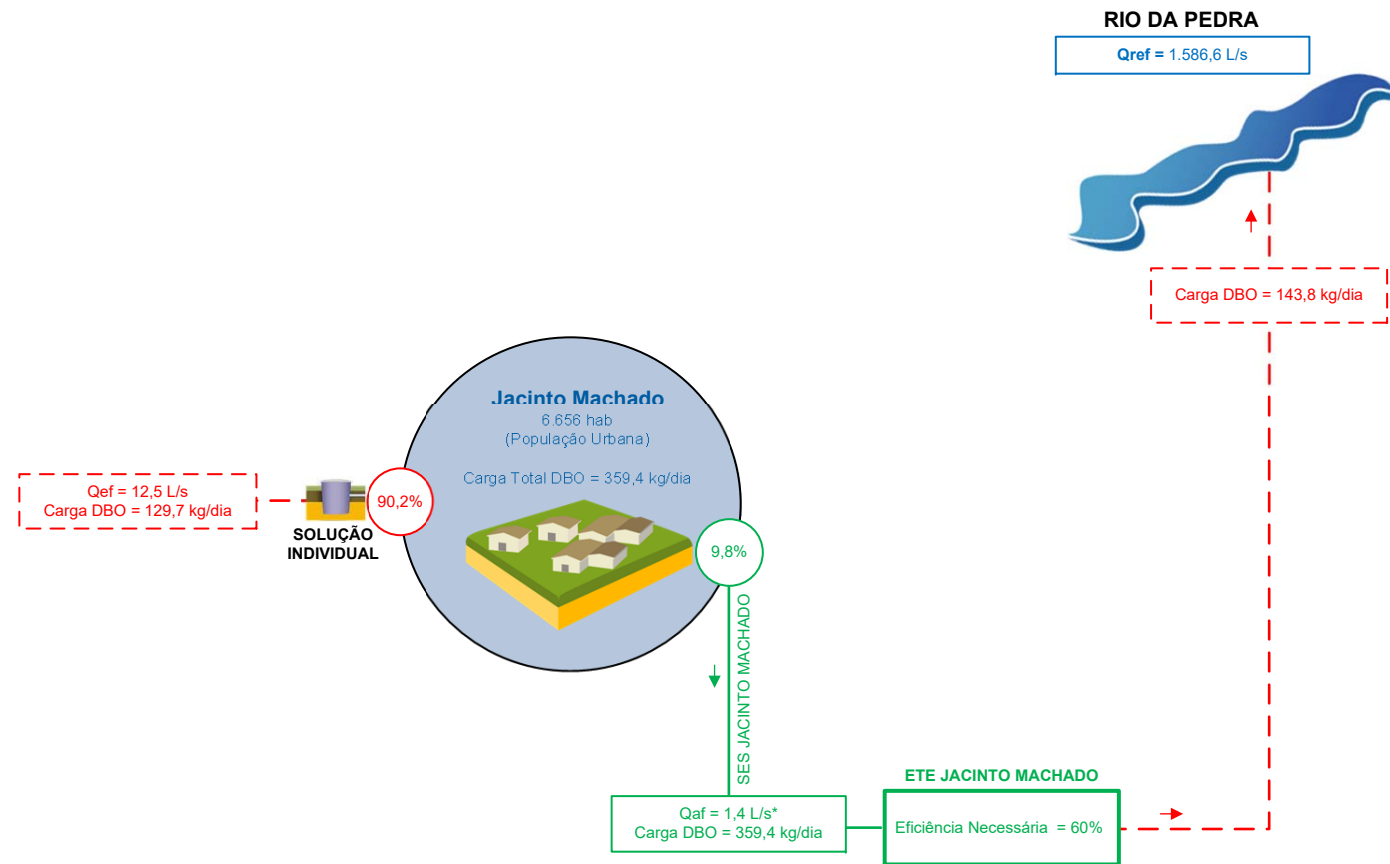 RIO DA PEDRA
Qref = 1.586,6 L/s
Carga DBO = 143,8 kg/dia
Jacinto Machado
6.656 hab
(População Urbana)
Carga Total DBO = 359,4 kg/dia
Qef = 12,5 L/s
Carga DBO = 129,7 kg/dia
90,2%
SOLUÇÃO
INDIVIDUAL
9,8%
SES JACINTO MACHADO
ETE JACINTO MACHADO
Qaf = 1,4 L/s*
Carga DBO = 359,4 kg/dia
Eficiência Necessária = 60%